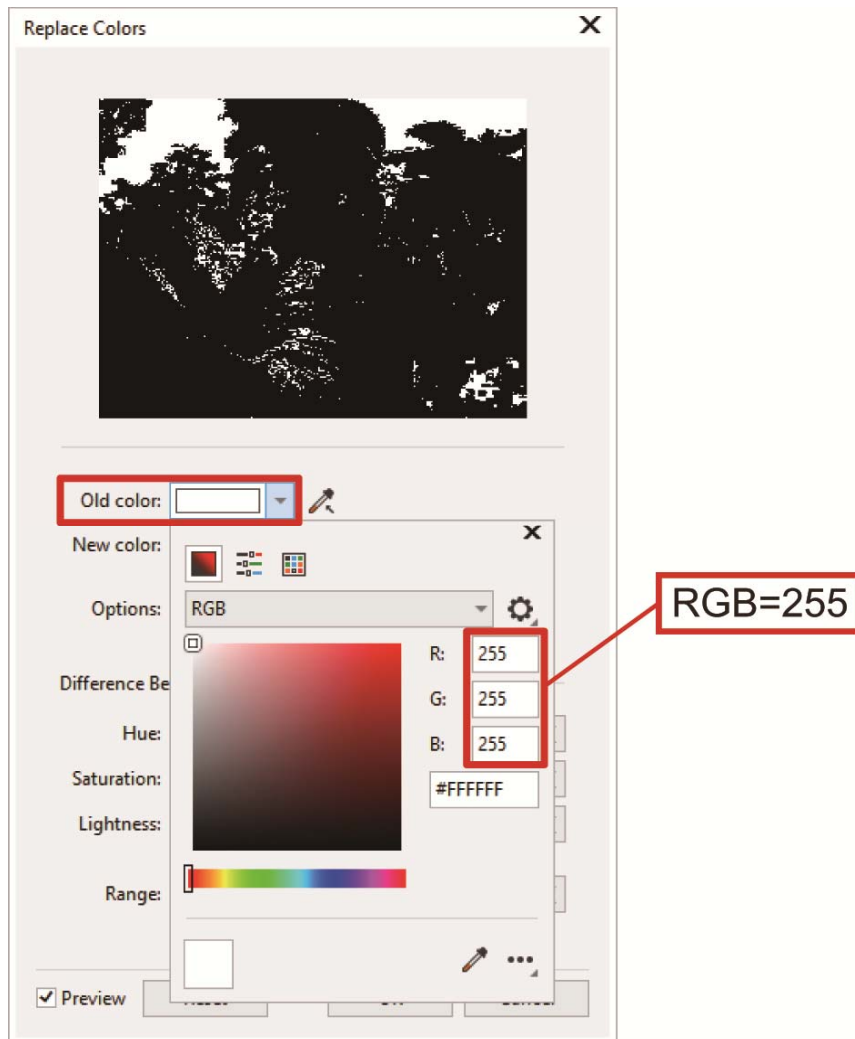 Replace Colors
Old color:
New color:
Options:
RGB
RGB=255
R:
255
Difference Be
G:
255
Hue:
B:
255
Saturation:
#FFFFFF
Lightness:
Range:
Preview